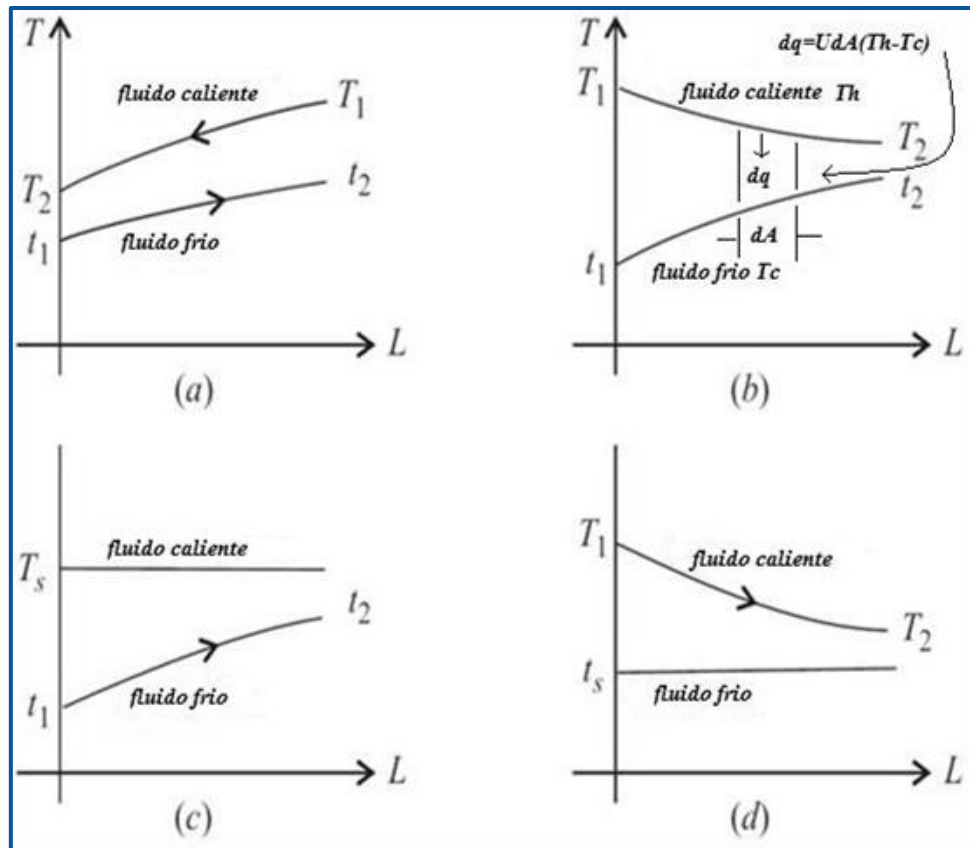 T
fluido caliente
T1
T2
t2
t1
fluido frio
L
(a)
T
dq=UdA(Th-Tc)
T1
fluido caliente Th
T2
dq
t2
dA
t1
fluido frio Tc
L
(b)
fluido caliente
Ts
t2
t1
fluido frio
L
(c)
T1
fluido caliente
T2
ts
fluido frio
L
(d)